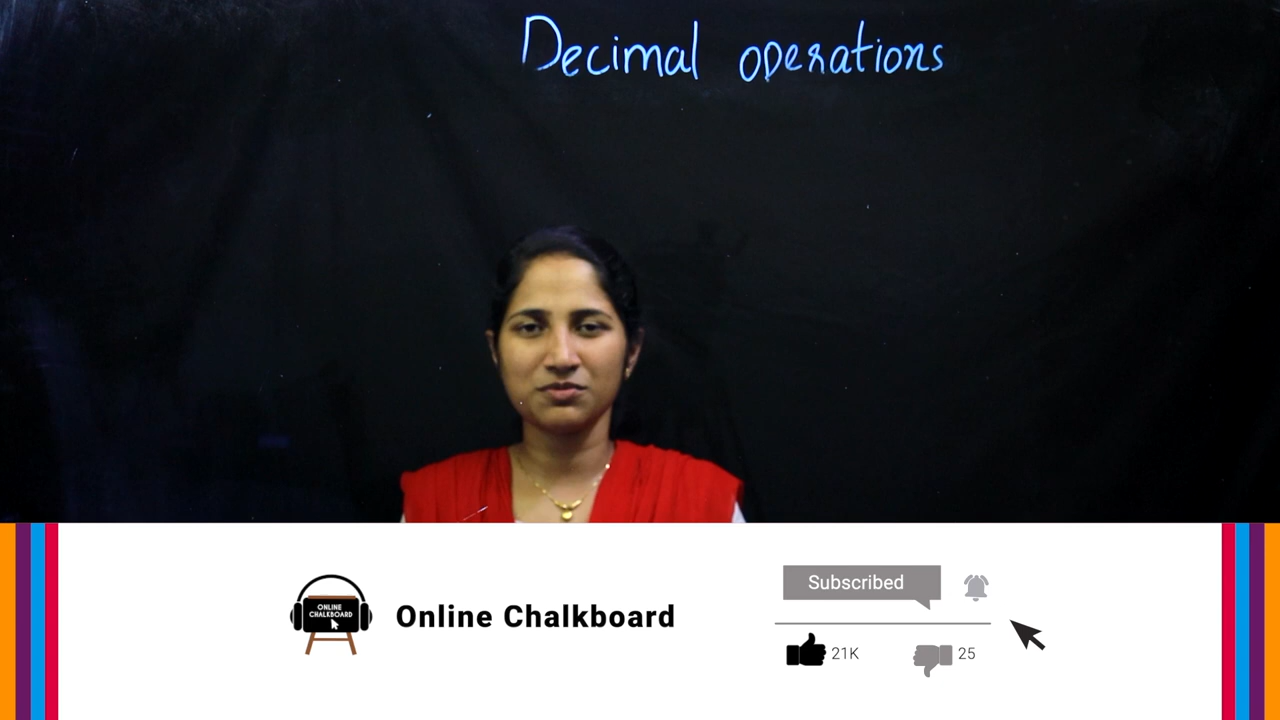 Decimal operations
ONLINE
CHALKBOARD
Online Chalkboard
Subscribed
21K
25